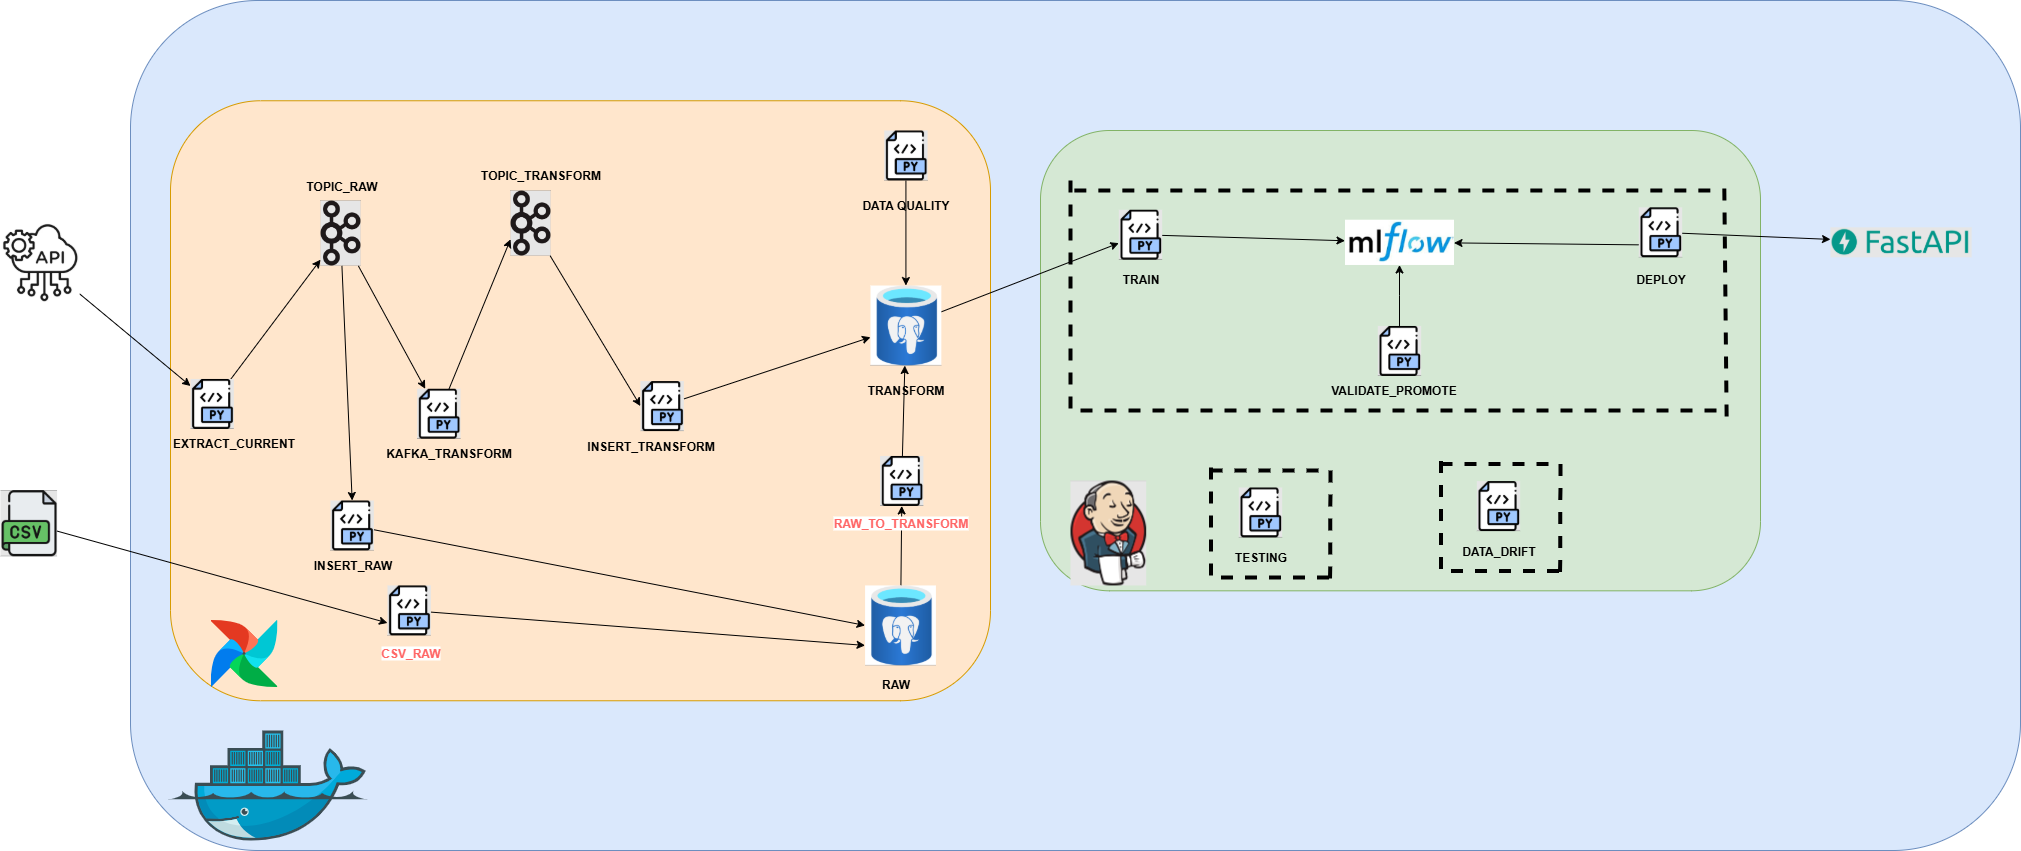 API
CSV
TOPIC_RAW
TOPIC_TRANSFORM
</>
PY
DATA QUALITY
</>
PY
EXTRACT_CURRENT
</>
PY
KAFKA_TRANSFORM
</>
PY
INSERT_TRANSFORM
TRANSFORM
</>
PY
RAW_TO_TRANSFORM
</>
PY
INSERT_RAW
</>
PY
CSV_RAW
RAW
</>
PY
TRAIN
mlflow
</>
PY
DEPLOY
</>
PY
VALIDATE_PROMOTE
</>
PY
TESTING
</>
PY
DATA_DRIFT
FastAPI